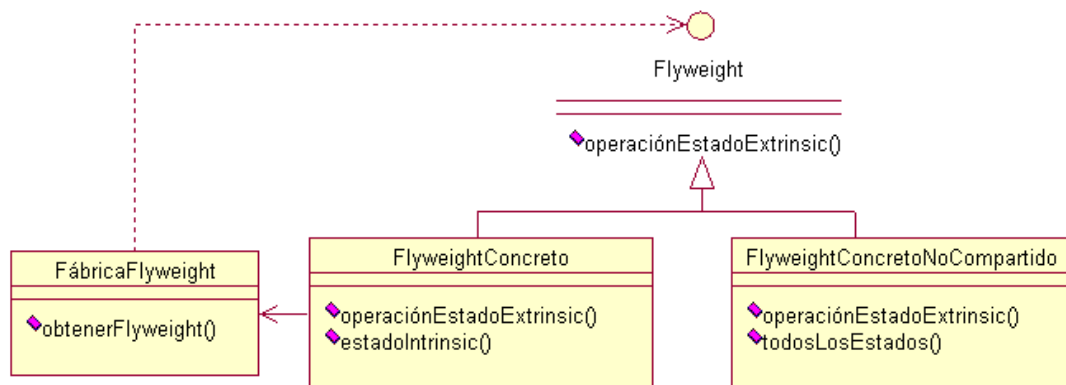 Flyweight
operaciónEstadoExtrinsic()
FábricaFlyweight
obtenerFlyweight()
FlyweightConcreto
operaciónEstadoExtrinsic()
estadoIntrinsic()
FlyweightConcretoNoCompartido
operaciónEstadoExtrinsic()
todosLosEstados()